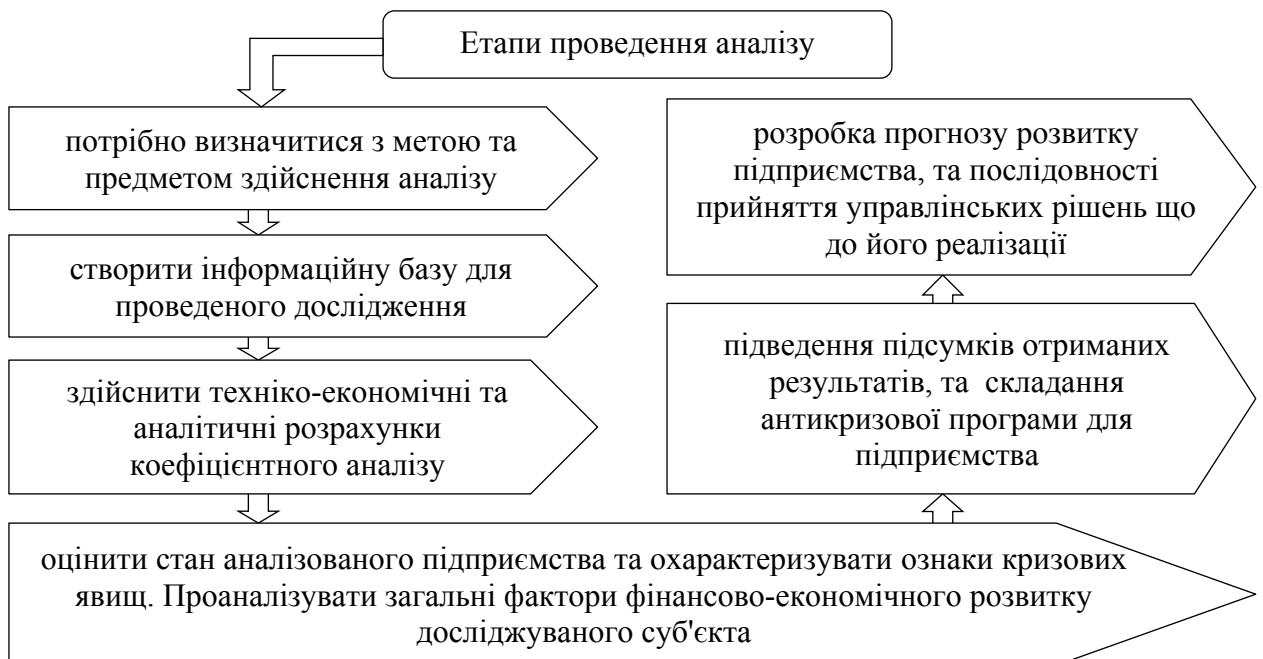 Етапи проведення аналізу
потрібно визначитися з метою та
предметом здійснення аналізу
створити інформаційну базу для
проведеного дослідження
здійснити техніко-економічні та
аналітичні розрахунки
коефіцієнтного аналізу
оцінити стан аналізованого підприємства та охарактеризувати ознаки кризових
явищ. Проаналізувати загальні фактори фінансово-економічного розвитку
досліджуваного суб'єкта
підведення підсумків отриманих
результатів, та складання
антикризової програми для
підприємства
розробка прогнозу розвитку
підприємства, та послідовності
прийняття управлінських рішень що
до його реалізації